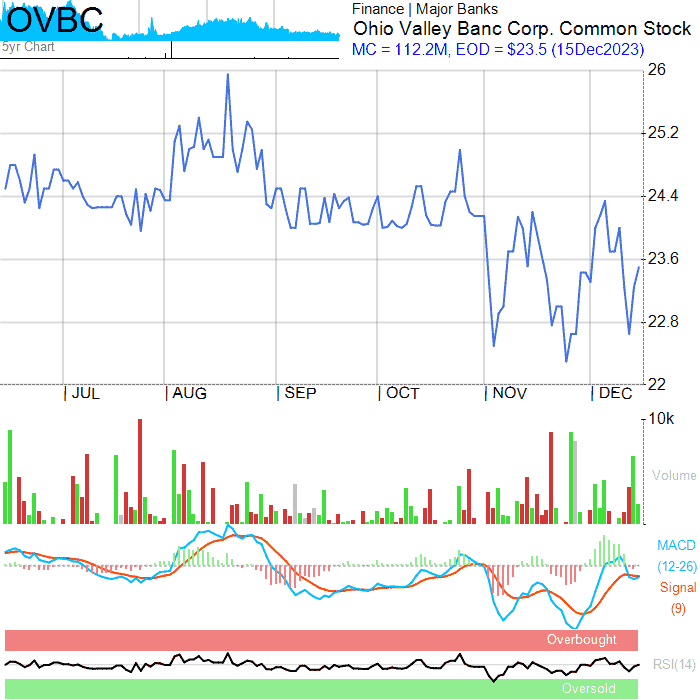 OVBC
5yr Chart
Finance | Major Banks
Ohio Valley Banc Corp. Common Stock
MC = 112.2M, EOD = $23.5 (15Dec2023)
26
25.2
24.4
23.6
22.8
22
JUL AUG SEP OCT NOV DEC
10k
Volume
MACD
(12-26)
Signal
(9)
Overbought
RSI(14)
Oversold